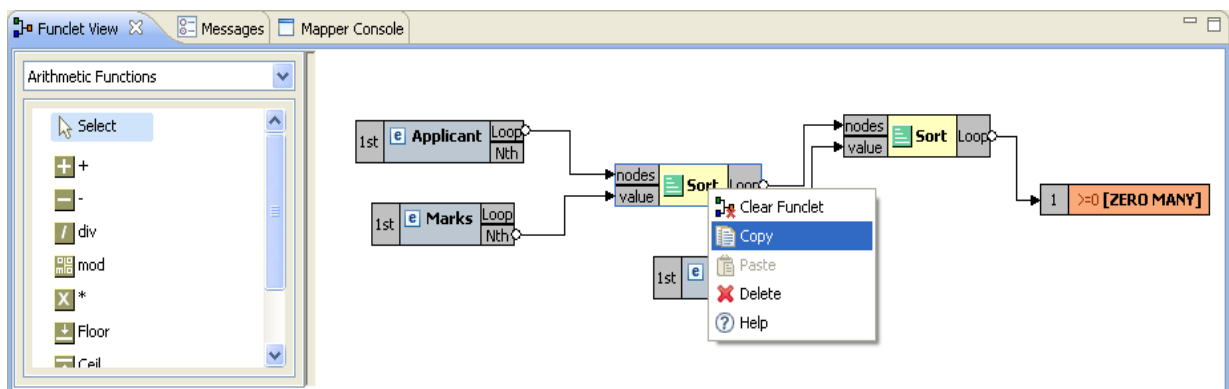 Funclet View Messages Mapper Console
Arithmetic Functions
Select
+
-
div
mod
*
Floor
Ceil
1st e Applicant Loop Nth
1st e Marks Loop Nth
nodes value Sort Loop
nodes value Sort Loop
1 >=0 [ZERO MANY]
1st e
Clear Funclet
Copy
Paste
Delete
Help